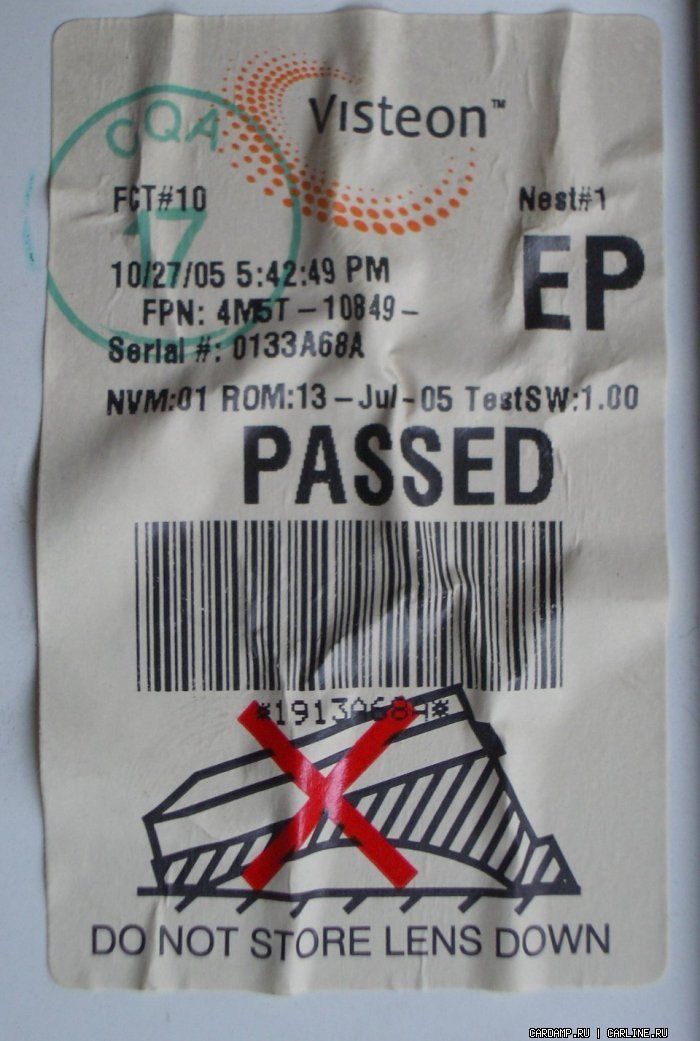 CQA
17
Visteon™
FCT#10 Nest#1
10/27/05 5:42:49 PM EP
FPN: 4M5T-10849-
Serial #: 0133A68A
NVM:01 ROM:13-Jul-05 TestSW:1.00
PASSED
*1913A68A*
DO NOT STORE LENS DOWN
CARDAMP.RU | CARLINE.RU